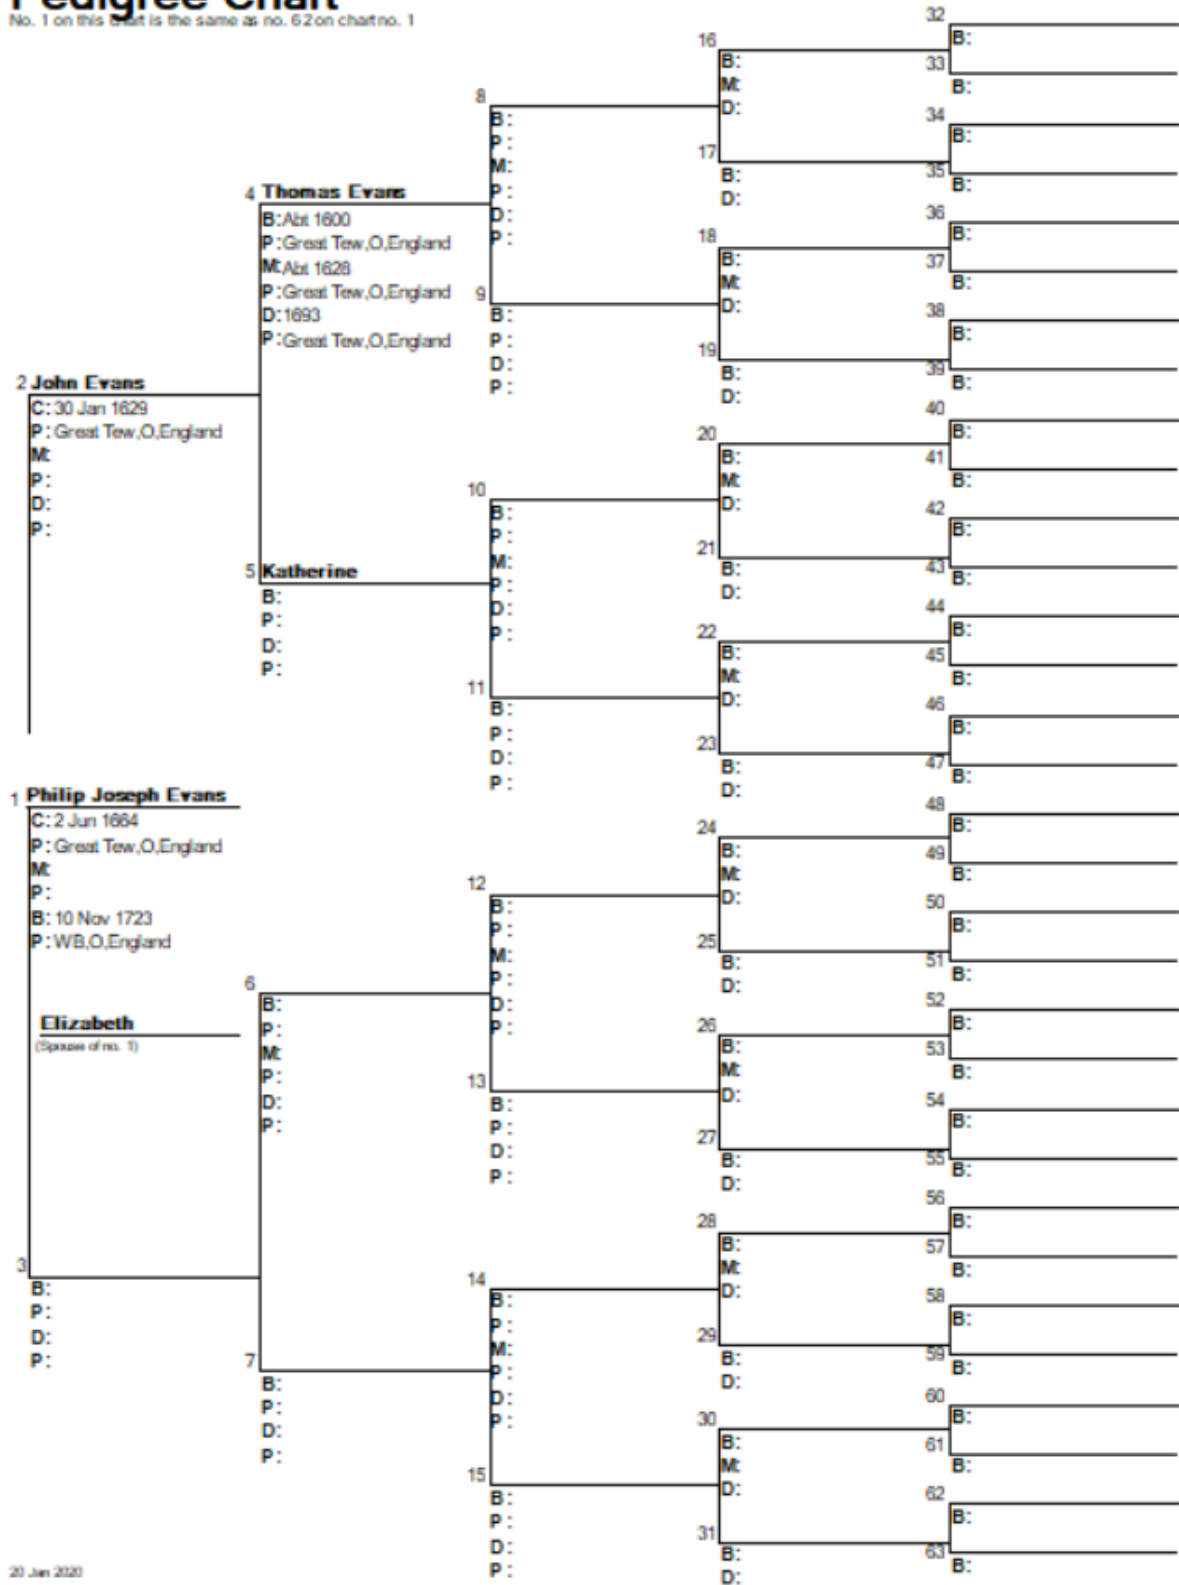 Pedigree Chart
No. 1 on this chart is the same as no. 62 on chart no. 1
2 John Evans
C: 30 Jan 1629
P: Great Tew,O,England
M:
P:
D:
P:
1 Philip Joseph Evans
C: 2 Jun 1664
P: Great Tew,O,England
M:
P:
B: 10 Nov 1723
P: WB,O,England
Elizabeth
(Spouse of no. 1)
3
B:
P:
D:
P:
4 Thomas Evans
B: Abt 1600
P: Great Tew,O,England
M: Abt 1628
P: Great Tew,O,England
D: 1693
P: Great Tew,O,England
5 Katherine
B:
P:
D:
P:
6
B:
P:
M:
P:
D:
P:
7
B:
P:
D:
P:
8
B:
P:
M:
P:
D:
P:
9
B:
P:
D:
P:
10
B:
P:
M:
P:
D:
P:
11
B:
P:
D:
P:
12
B:
P:
M:
P:
D:
P:
13
B:
P:
D:
P:
14
B:
P:
M:
P:
D:
P:
15
B:
P:
D:
P:
16
B:
M:
D:
17
B:
D:
18
B:
M:
D:
19
B:
D:
20
B:
M:
D:
21
B:
D:
22
B:
M:
D:
23
B:
D:
24
B:
M:
D:
25
B:
D:
26
B:
M:
D:
27
B:
D:
28
B:
M:
D:
29
B:
D:
30
B:
M:
D:
31
B:
D:
32
B:
33
B:
34
B:
35
B:
36
B:
37
B:
38
B:
39
B:
40
B:
41
B:
42
B:
43
B:
44
B:
45
B:
46
B:
47
B:
48
B:
49
B:
50
B:
51
B:
52
B:
53
B:
54
B:
55
B:
56
B:
57
B:
58
B:
59
B:
60
B:
61
B:
62
B:
63
B:
20 Jan 2020